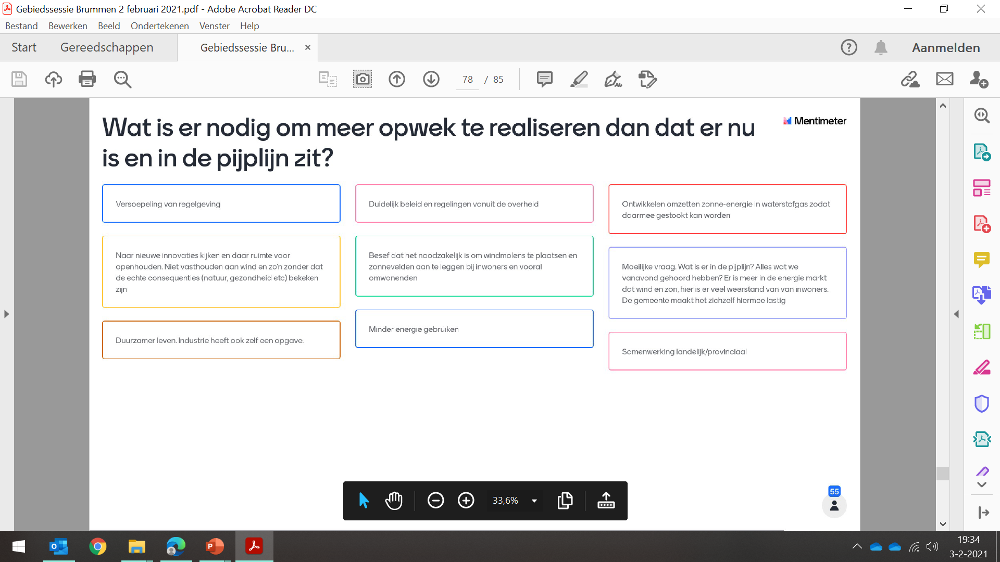 Gebiedssessie Brummen 2 februari 2021.pdf - Adobe Acrobat Reader DC
Bestand Bewerken Beeld Ondertekenen Venster Help
Start Gereedschappen Gebiedssessie Bru... Aanmelden
78 / 85
Wat is er nodig om meer opwek te realiseren dan dat er nu
is en in de pijplijn zit?
Mentimeter
Versoepeling van regelgeving
Naar nieuwe innovaties kijken en daar ruimte voor
openhouden. Niet vasthouden aan wind en zo'n zonder dat
de echte consequenties (natuur, gezondheid etc) bekeken
zijn
Duurzamer leven. Industrie heeft ook zelf een opgave.
Duidelijk beleid en regelingen vanuit de overheid
Besef dat het noodzakelijk is om windmolens te plaatsen en
zonnevelden aan te leggen bij inwoners en vooral
omwonenden
Minder energie gebruiken
Ontwikkelen omzetten zonne-energie in waterstofgas zodat
daarmee gestookt kan worden
Moeilijke vraag. Wat is er in de pijplijn? Alles wat we
vanavond gehoord hebben? Er is meer in de energie markt
dat wind en zon, hier is er veel weerstand van van inwoners.
De gemeente maakt het zichzelf hiermee lastig
Samenwerking landelijk/provinciaal
33,6%
55
19:34
3-2-2021